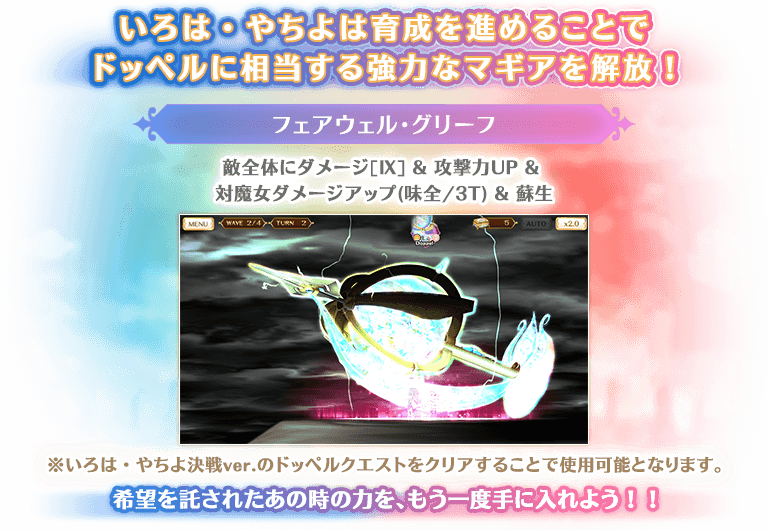 いろは・やちよは育成を進めることで
ドッペルに相当する強力なマギアを解放！
フェアウェル・グリーフ
敵全体にダメージ[Ⅸ] & 攻撃力UP &
対魔女ダメージアップ(味全/3T) & 蘇生
MENU WAVE 2/4 TURN 2 5 AUTO x2.0
Doppel
※いろは・やちよ決戦ver.のドッペルクエストをクリアすることで使用可能となります。
希望を託されたあの時の力を、もう一度手に入れよう！！